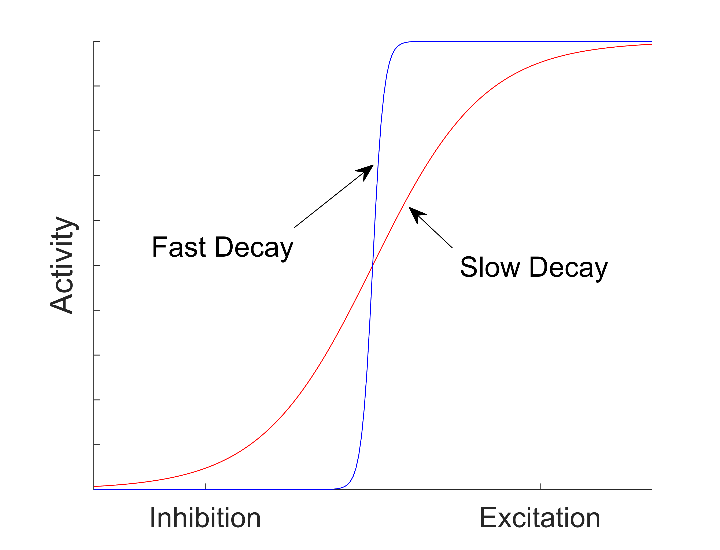 Activity
Fast Decay
Slow Decay
Inhibition
Excitation